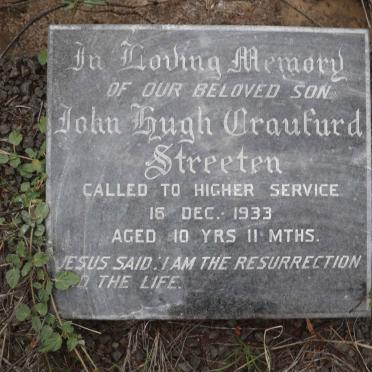 In Loving Memory
OF OUR BELOVED SON
John Hugh Craufurd
Streeten
CALLED TO HIGHER SERVICE
16 DEC. 1933
AGED 10 YRS 11 MTHS.
JESUS SAID: I AM THE RESURRECTION
AND THE LIFE.